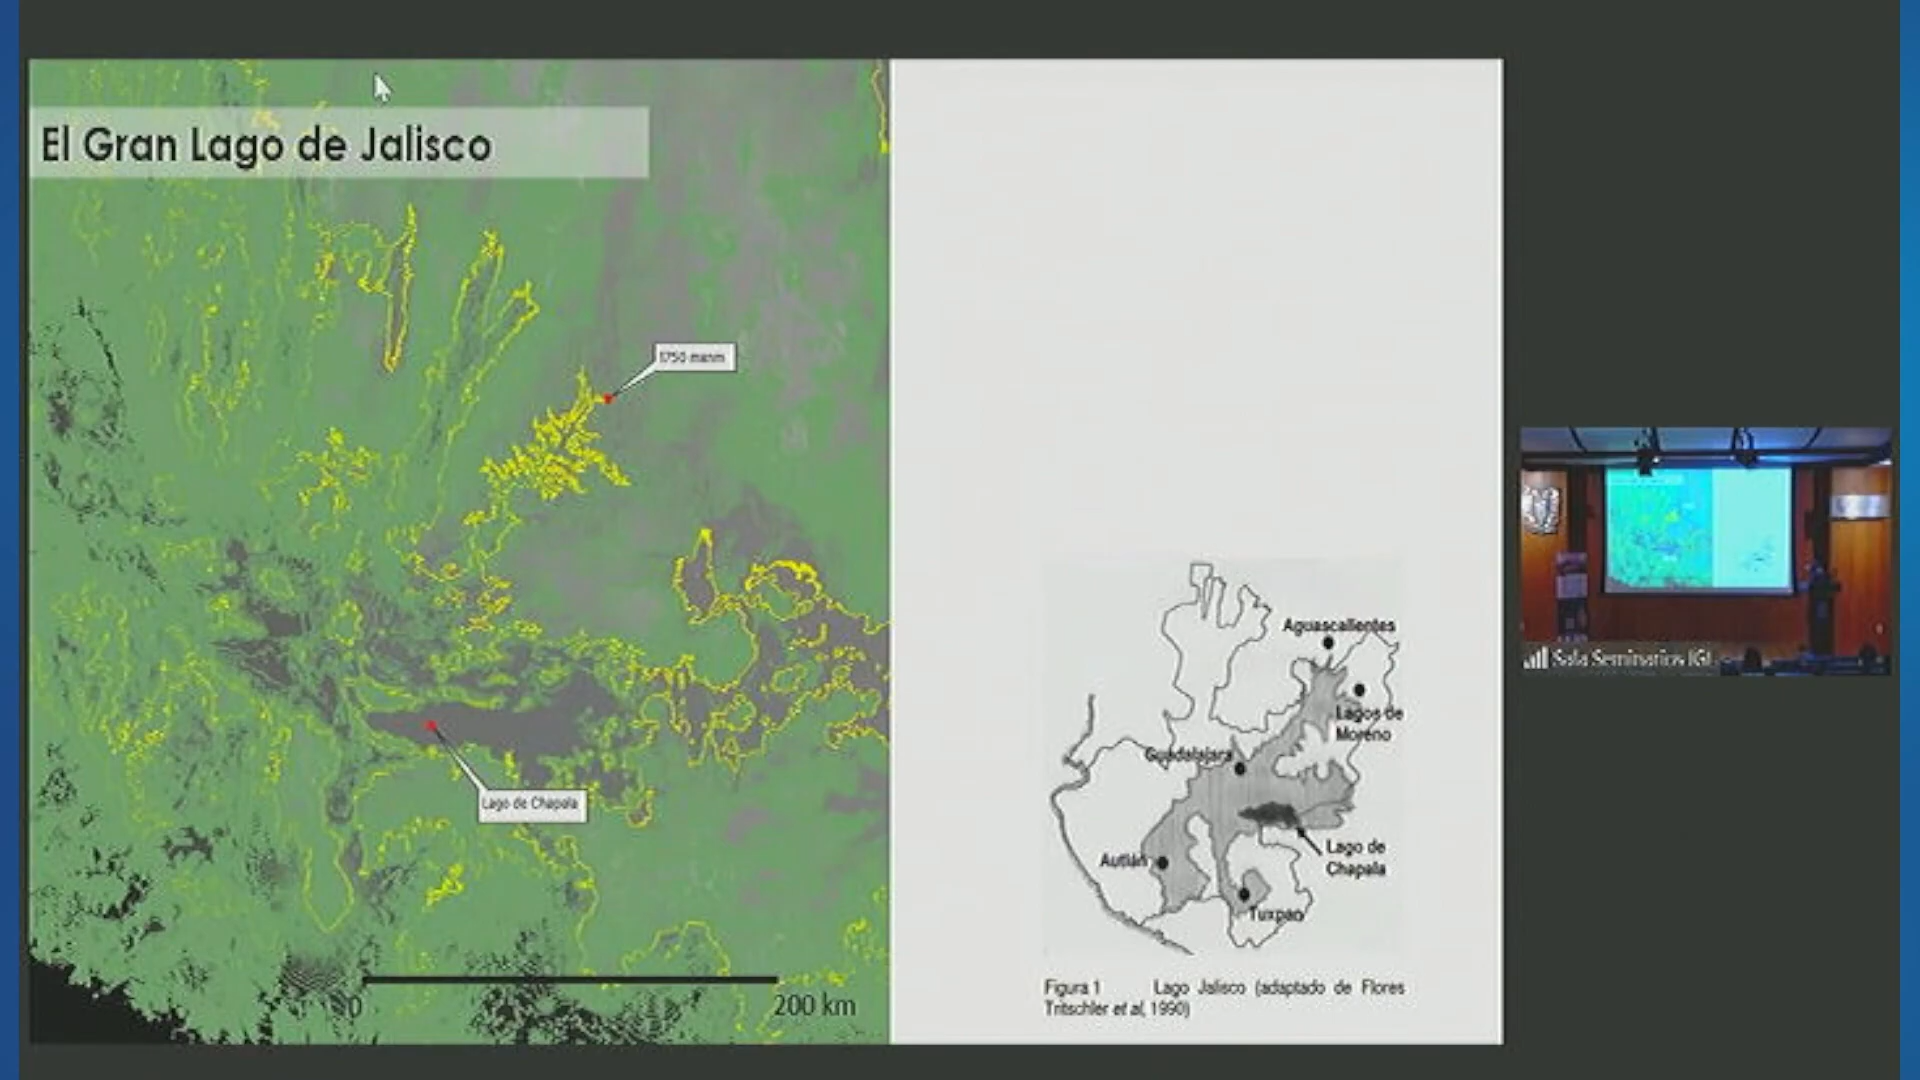 El Gran Lago de Jalisco
1750 msnm
Lago de Chapala
0
200 km
Aguascalientes
Lagos de
Moreno
Guadalajara
Lago de
Chapala
Autlán
Tuxpan
Figura 1 Lago Jalisco (adaptado de Flores
Tritschler et al, 1990)
Sala Seminarios IGL